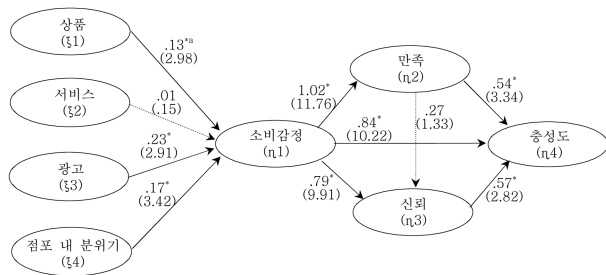 상품
(ξ1)
.13*a
(2.98)
서비스
(ξ2)
.01
(.15)
광고
(ξ3)
.23*
(2.91)
점포 내 분위기
(ξ4)
.17*
(3.42)
소비감정
(η1)
1.02*
(11.76)
만족
(η2)
.84*
(10.22)
.27
(1.33)
.79*
(9.91)
신뢰
(η3)
.54*
(3.34)
.57*
(2.82)
충성도
(η4)